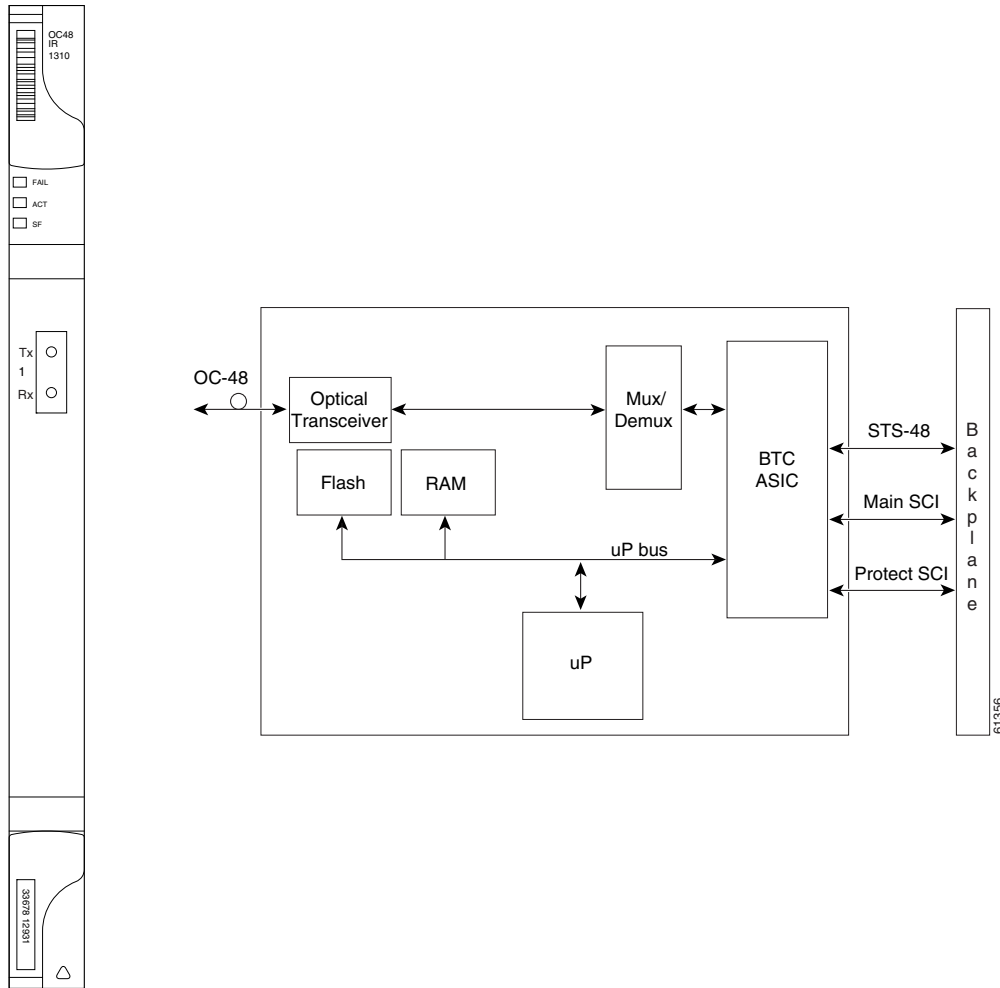 OC48
IR
1310
FAIL
ACT
SF
Tx
1
Rx
33678 12931
OC-48
Optical
Transceiver
Mux/
Demux
BTC
ASIC
Flash
RAM
uP bus
uP
STS-48
Main SCI
Protect SCI
Backplane
61356